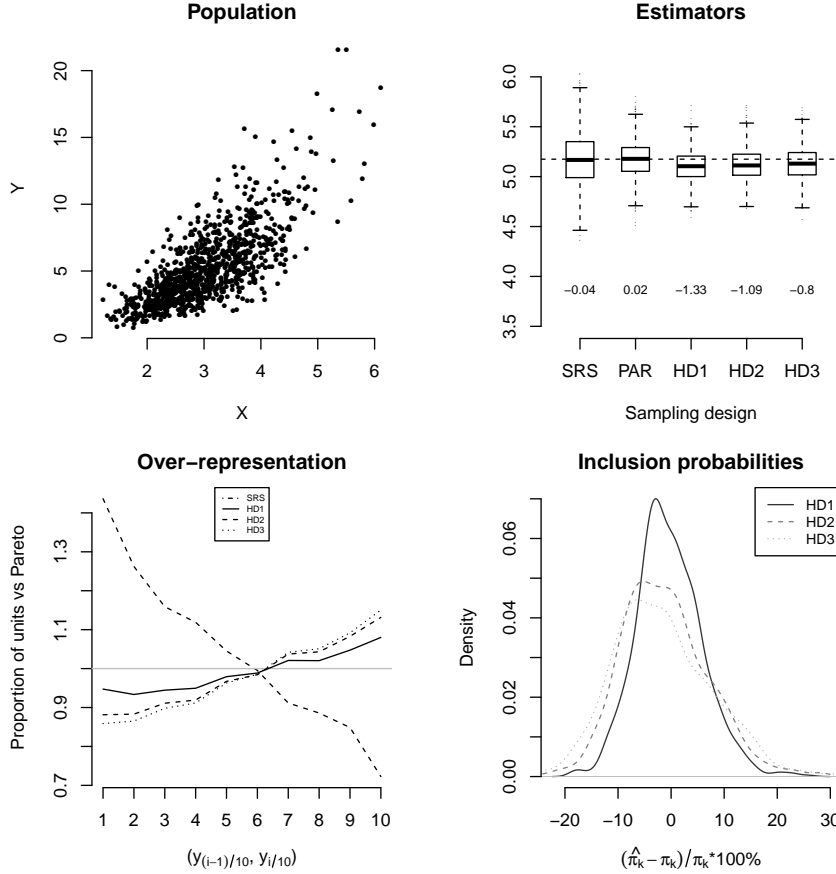 Population
20
15
10
5
0
Y
2 3 4 5 6
X
Estimators
6.0
5.5
5.0
4.5
4.0
3.5
−0.04 0.02 −1.33 −1.09 −0.8
SRS PAR HD1 HD2 HD3
Sampling design
Over−representation
SRS
HD1
HD2
HD3
1.3
1.1
0.9
0.7
Proportion of units vs Pareto
1 2 3 4 5 6 7 8 9 10
(y(i−1)/10, yi/10)
Inclusion probabilities
HD1
HD2
HD3
0.06
0.04
0.02
0.00
Density
−20 −10 0 10 20 30
(π̂k − πk)/πk*100%